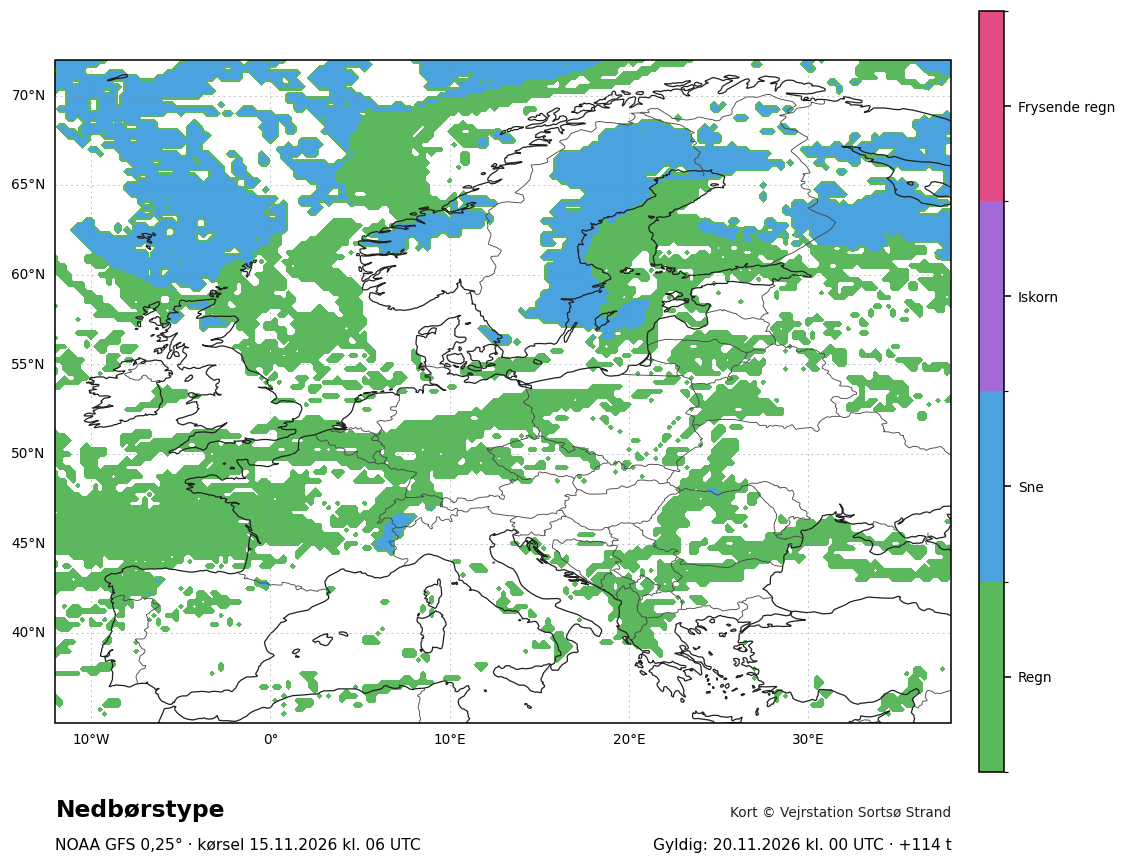 70°N
65°N
60°N
55°N
50°N
45°N
40°N
10°W
0°
10°E
20°E
30°E
Frysende regn
Iskorn
Sne
Regn
Nedbørstype
Kort © Vejrstation Sortsø Strand
NOAA GFS 0,25° · kørsel 15.11.2026 kl. 06 UTC
Gyldig: 20.11.2026 kl. 00 UTC · +114 t